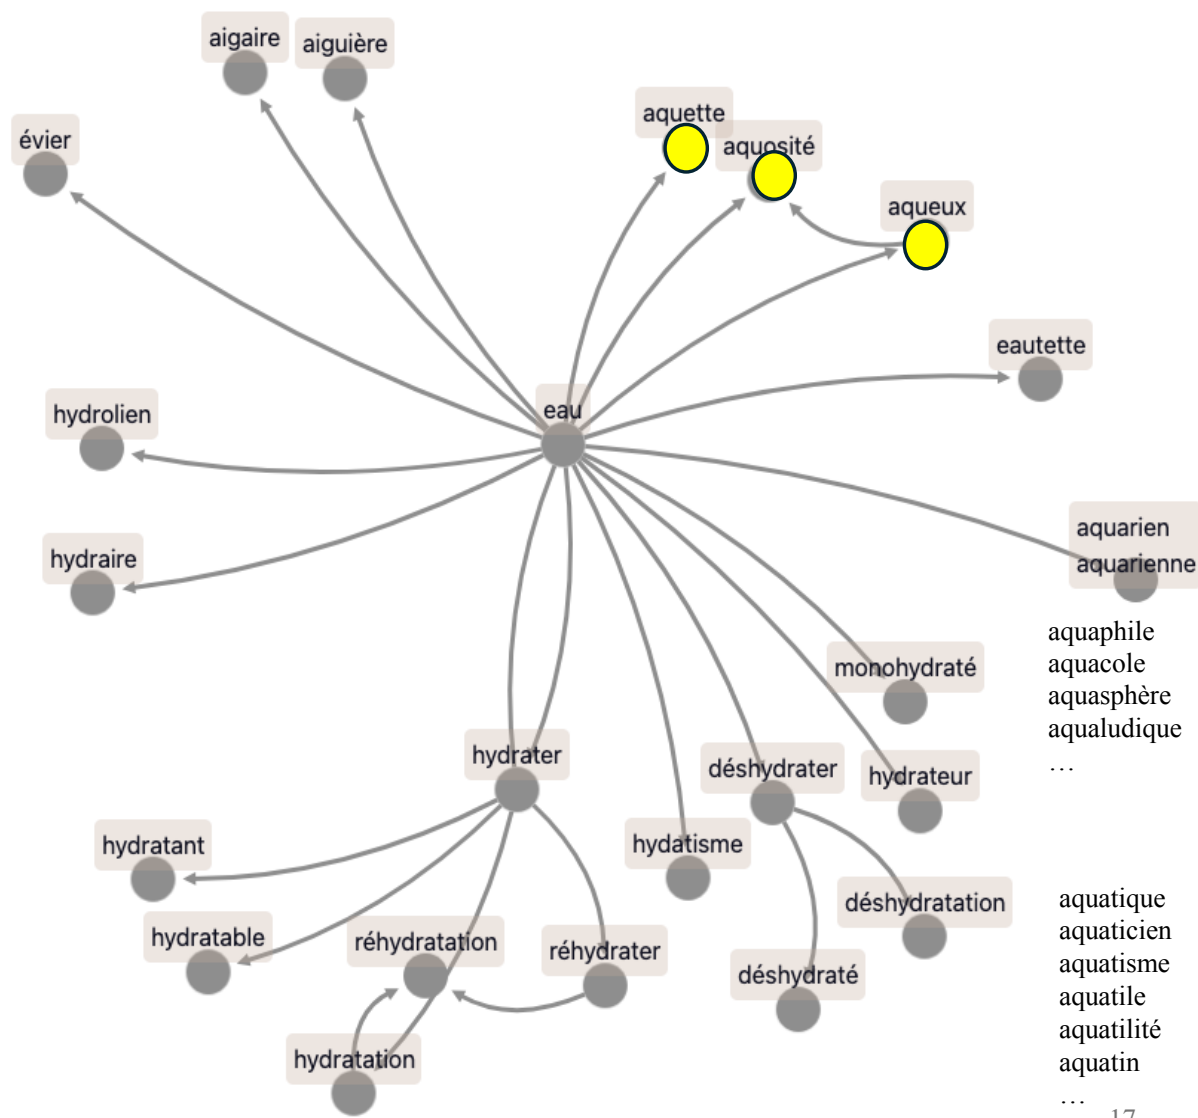 aigaire
aiguière
aquette
évier
aquosité
aqueux
eautette
eau
hydrolien
aquarien
aquarienne
hydraire
aquaphile
aquacole
aquasphère
aqualudique
…
monohydraté
hydrater
déshydrater
hydrateur
hydratant
hydatisme
hydratable
réhydratation
réhydrater
déshydratation
déshydraté
hydratation
aquatique
aquaticien
aquatisme
aquatile
aquatilité
aquatin
…
17